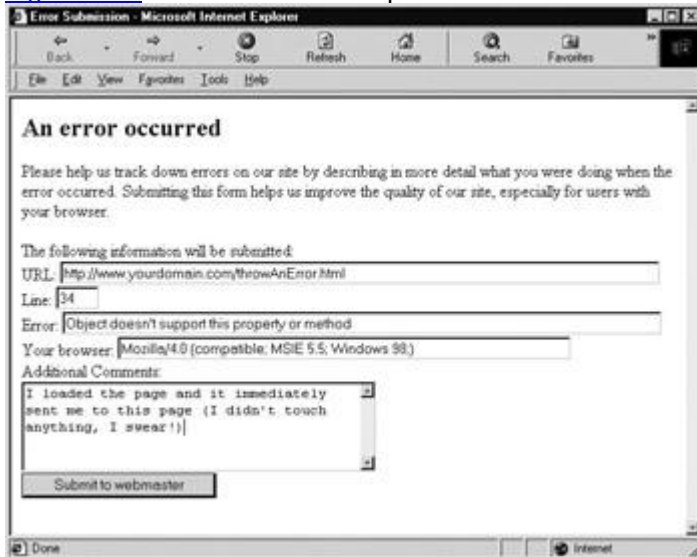 Error Submission - Microsoft Internet Explorer
Back Forward Stop Refresh Home Search Favorites »
File Edit View Favorites Tools Help
An error occurred
Please help us track down errors on our site by describing in more detail what you were doing when the
error occurred. Submitting this form helps us improve the quality of our site, especially for users with
your browser.
The following information will be submitted:
URL: http://www.yourdomain.com/throwAnError.html
Line: 34
Error: Object doesn't support this property or method
Your browser: Mozilla/4.0 (compatible; MSIE 5.5; Windows 98;)
Additional Comments:
I loaded the page and it immediately
sent me to this page (I didn't touch
anything, I swear!)
Submit to webmaster
Done Internet